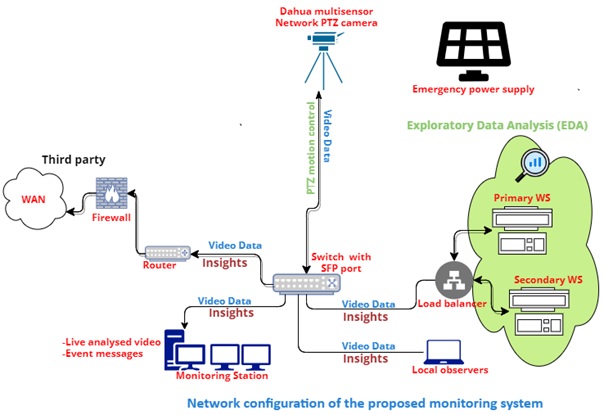 Dahua multisensor
Network PTZ camera
Emergency power supply
PTZ motion control
Video Data
Exploratory Data Analysis (EDA)
Third party
WAN
Firewall
Primary WS
Router
Video Data
Insights
Switch with
SFP port
Secondary WS
Load balancer
Video Data
Insights
Video Data
Insights
-Live analysed video
-Event messages
Monitoring Station
Video Data
Insights
Local observers
Network configuration of the proposed monitoring system